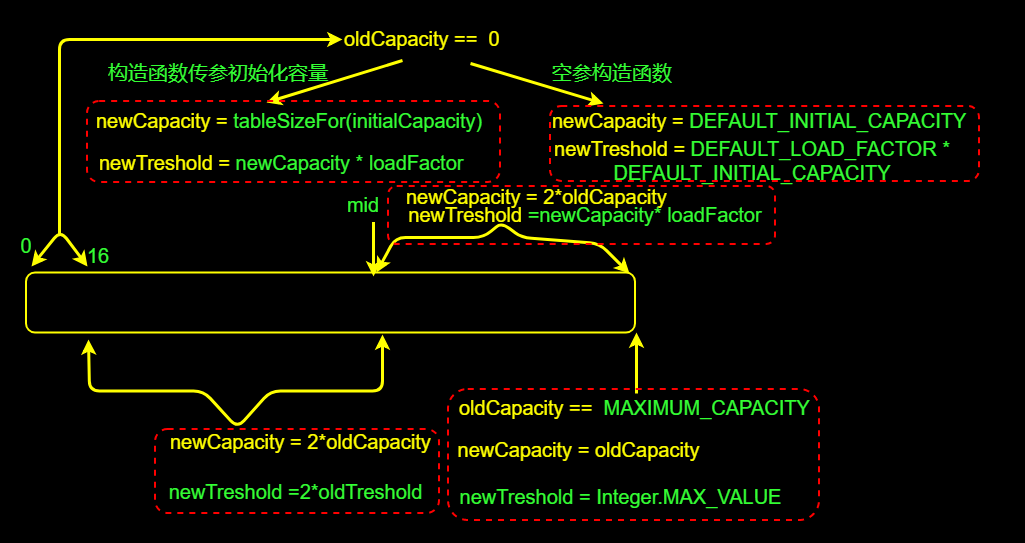 oldCapacity == 0
构造函数传参初始化容量
空参构造函数
newCapacity = tableSizeFor(initialCapacity)
newTreshold = newCapacity * loadFactor
newCapacity = DEFAULT_INITIAL_CAPACITY
newTreshold = DEFAULT_LOAD_FACTOR *
DEFAULT_INITIAL_CAPACITY
mid
newCapacity = 2*oldCapacity
newTreshold =newCapacity* loadFactor
0
16
newCapacity = 2*oldCapacity
newTreshold =2*oldTreshold
oldCapacity == MAXIMUM_CAPACITY
newCapacity = oldCapacity
newTreshold = Integer.MAX_VALUE